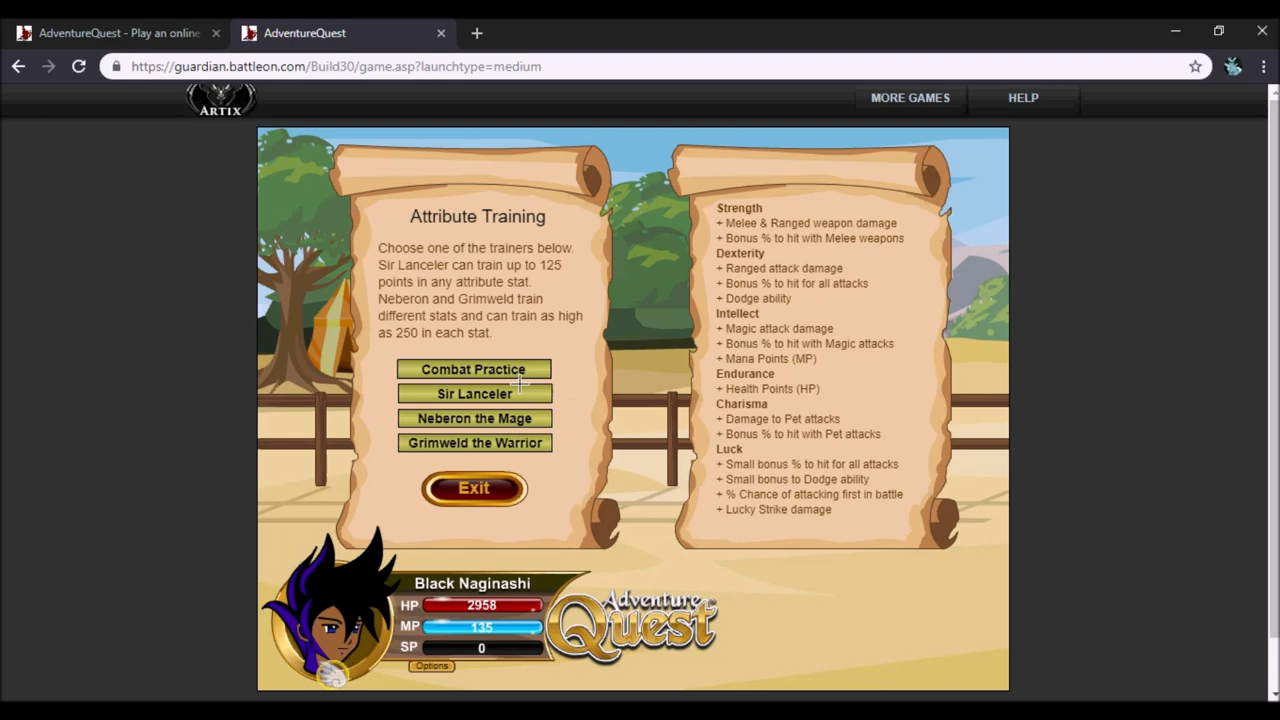 AdventureQuest - Play an online
AdventureQuest
https://guardian.battleon.com/Build30/game.asp?launchtype=medium
ARTIX
MORE GAMES
HELP
Attribute Training
Choose one of the trainers below.
Sir Lanceler can train up to 125
points in any attribute stat.
Neberon and Grimweld train
different stats and can train as high
as 250 in each stat.
Combat Practice
Sir Lanceler
Neberon the Mage
Grimweld the Warrior
Exit
Strength
+ Melee & Ranged weapon damage
+ Bonus % to hit with Melee weapons
Dexterity
+ Ranged attack damage
+ Bonus % to hit for all attacks
+ Dodge ability
Intellect
+ Magic attack damage
+ Bonus % to hit with Magic attacks
+ Mana Points (MP)
Endurance
+ Health Points (HP)
Charisma
+ Damage to Pet attacks
+ Bonus % to hit with Pet attacks
Luck
+ Small bonus % to hit for all attacks
+ Small bonus to Dodge ability
+ % Chance of attacking first in battle
+ Lucky Strike damage
Black Naginashi
HP 2958
MP 135
SP 0
Options
Adventure
Quest